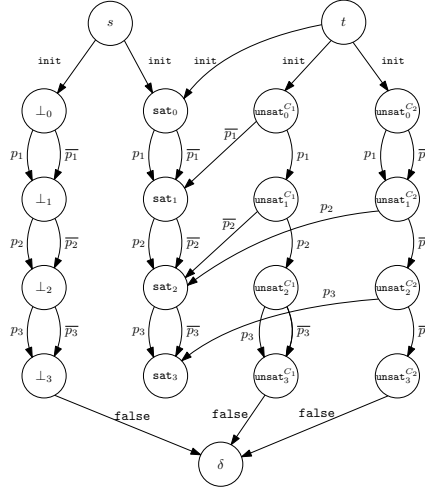 s t
init init init init init
⊥₀ sat₀ unsat₀^{C₁} unsat₀^{C₂}
p₁ p̅₁ p₁ p̅₁ p̅₁ p₁ p₁ p̅
⊥₁ sat₁ unsat₁^{C₁} unsat₁^{C₂}
p₂ p̅₂ p₂ p̅₂ p̅₂ p₂ p₂ p̅
⊥₂ sat₂ unsat₂^{C₁} unsat₂^{C₂}
p₃ p̅₃ p₃ p̅₃ p₃ p̅₃ p₃ p̅
⊥₃ sat₃ unsat₃^{C₁} unsat₃^{C₂}
false false false
δ